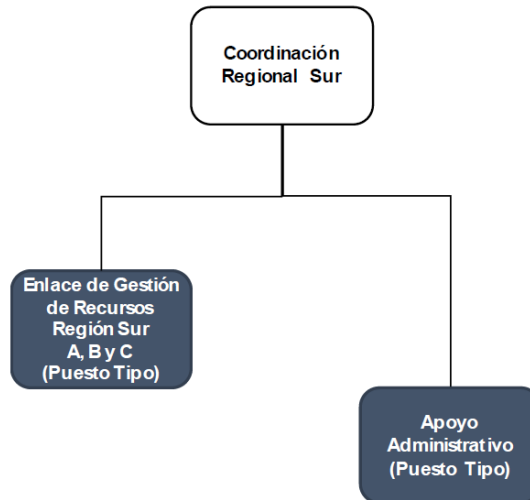 Coordinación
Regional Sur
Enlace de Gestión
de Recursos
Región Sur
A, B y C
(Puesto Tipo)
Apoyo
Administrativo
(Puesto Tipo)